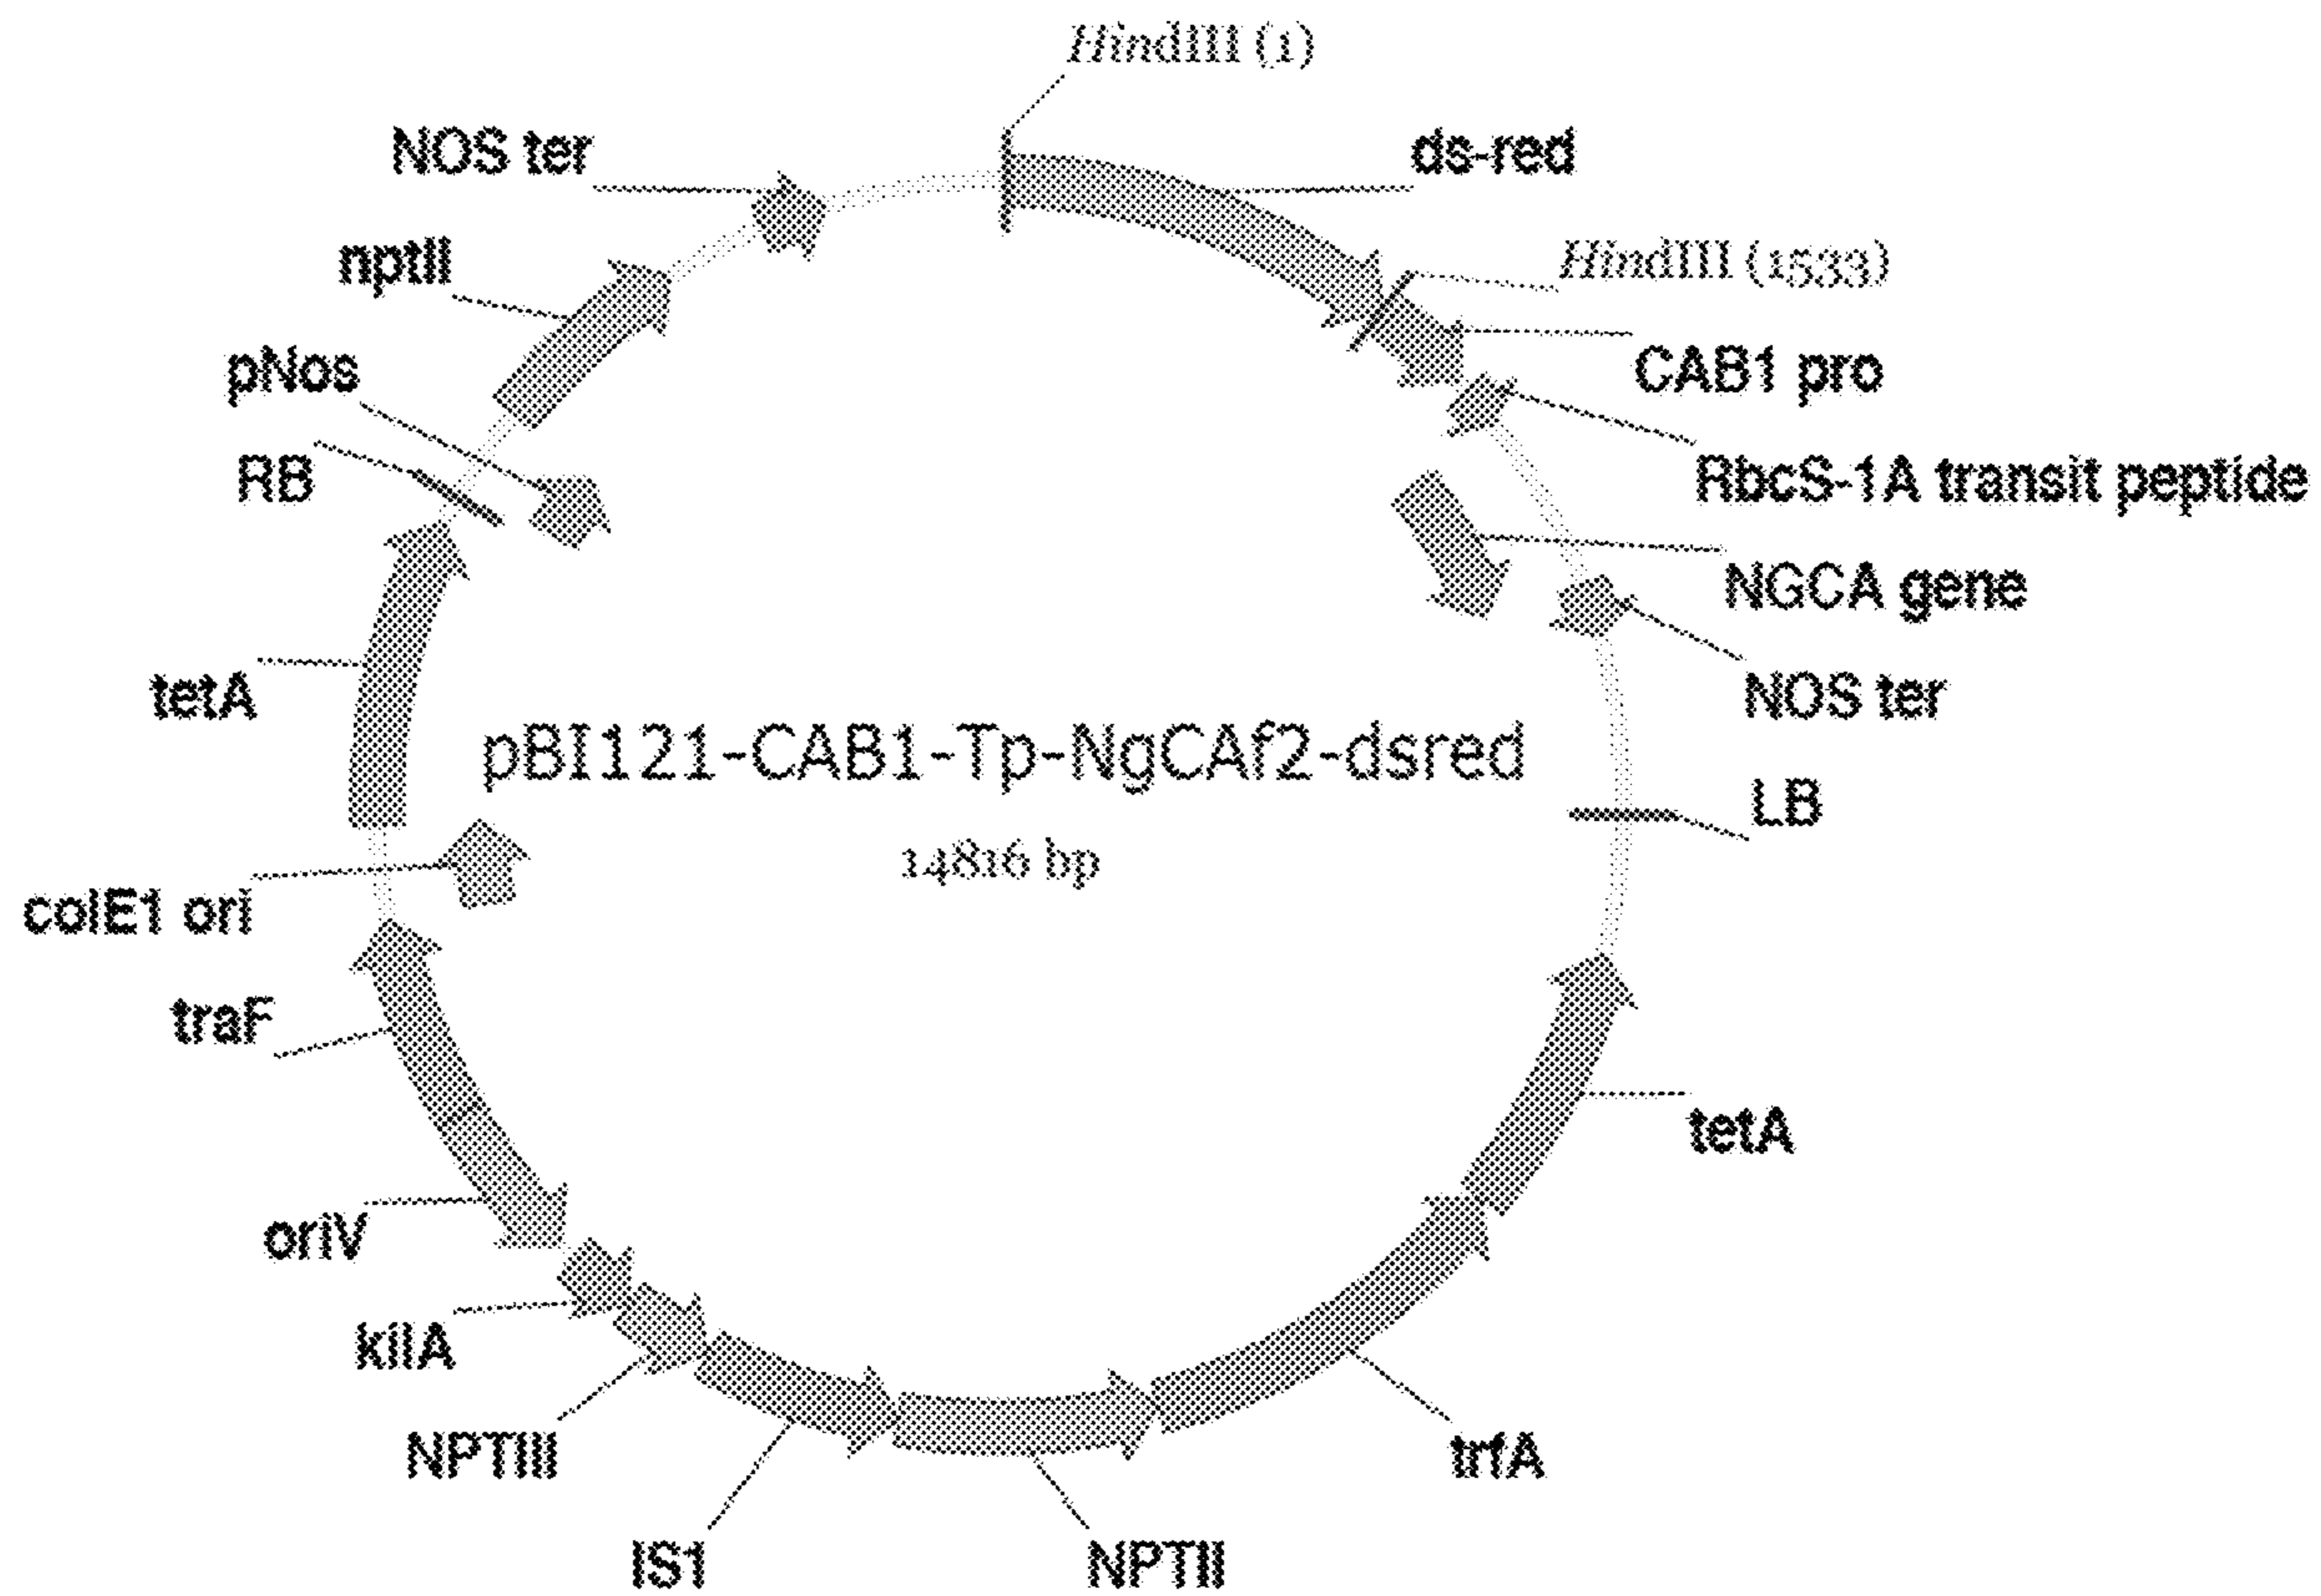 HindIII (1)
NOS ter
ds-red
nptII
HindIII (1533)
pNos
CAB1 pro
RB
RbcS-1A transit peptide
NGCA gene
tetA
NOS ter
pBI121-CAB1-Tp-NgCAf2-dsred
LB
14816 bp
colE1 ori
traF
tetA
oriV
kilA
NPTIII
trfA
IS1
NPTII